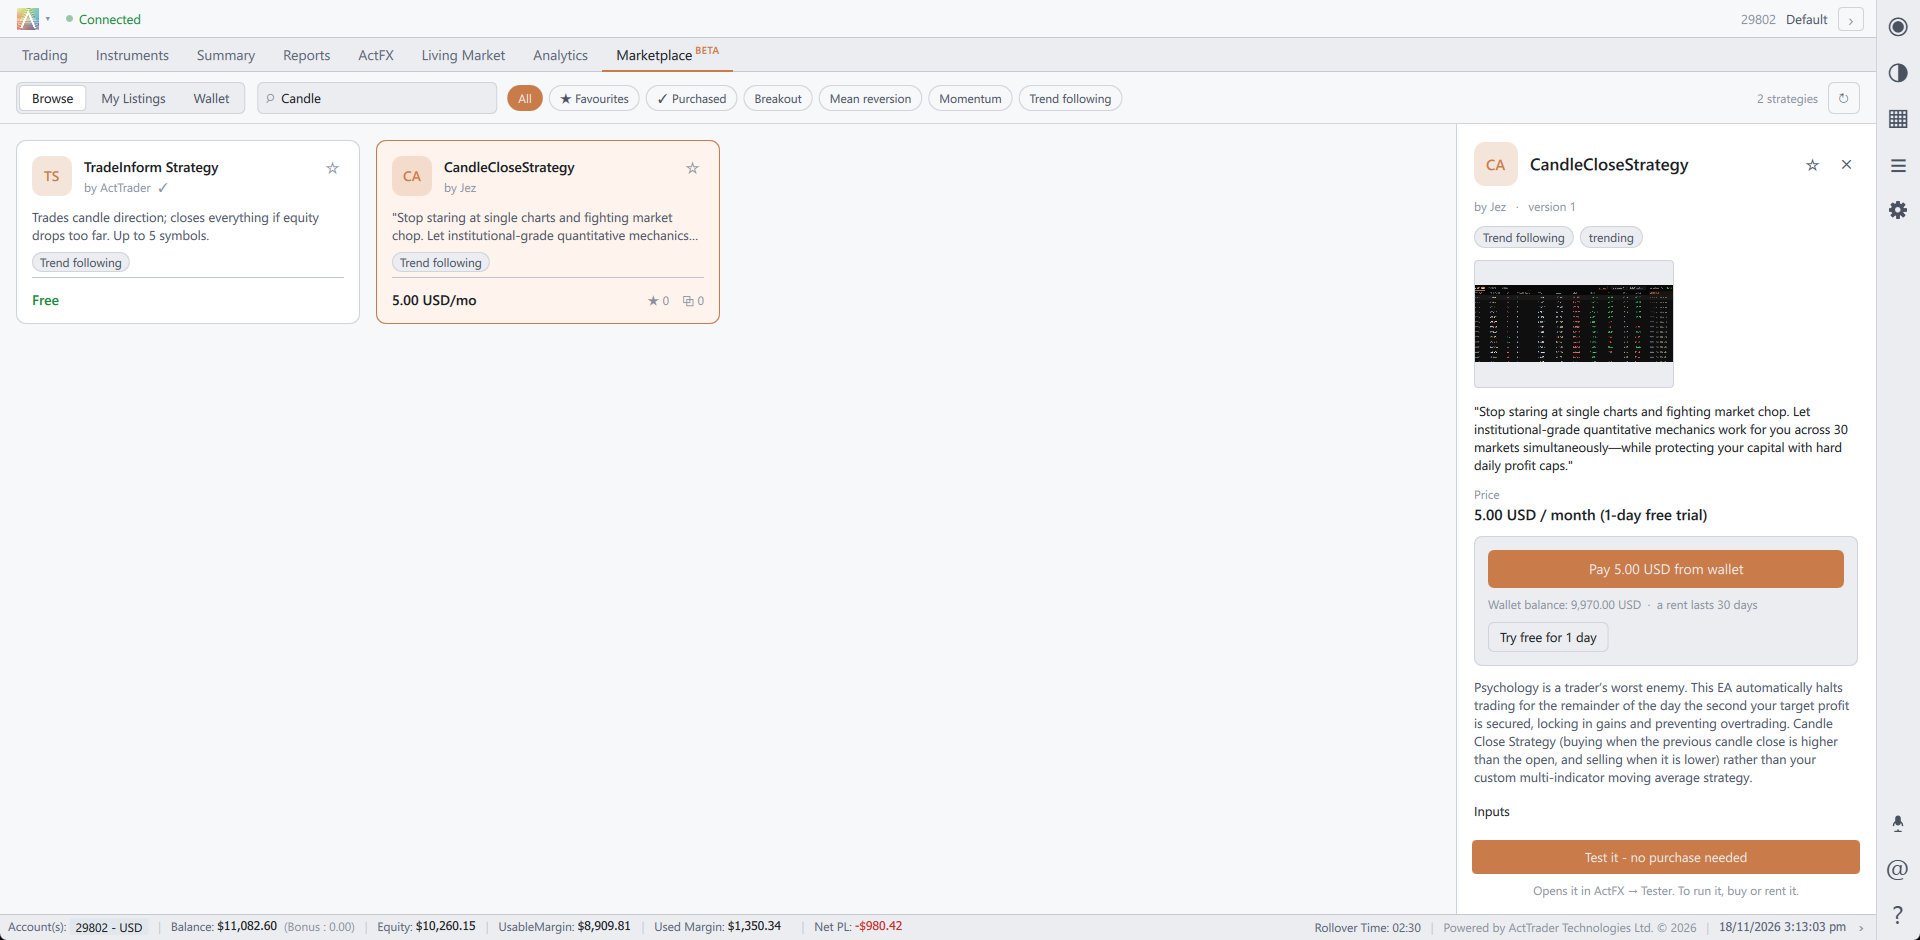 Connected
29802 Default
Trading Instruments Summary Reports ActFX Living Market Analytics Marketplace BETA
Browse My Listings Wallet Candle All ★ Favourites ✓ Purchased Breakout Mean reversion Momentum Trend following 2 strategies
TS
TradeInform Strategy
by ActTrader ✓
Trades candle direction; closes everything if equity
drops too far. Up to 5 symbols.
Trend following
Free
CA
CandleCloseStrategy
by Jez
"Stop staring at single charts and fighting market
chop. Let institutional-grade quantitative mechanics...
Trend following
5.00 USD/mo ★ 0 0
CA CandleCloseStrategy
by Jez · version 1
Trend following trending
"Stop staring at single charts and fighting market chop. Let
institutional-grade quantitative mechanics work for you across 30
markets simultaneously—while protecting your capital with hard
daily profit caps."
Price
5.00 USD / month (1-day free trial)
Pay 5.00 USD from wallet
Wallet balance: 9,970.00 USD · a rent lasts 30 days
Try free for 1 day
Psychology is a trader's worst enemy. This EA automatically halts
trading for the remainder of the day the second your target profit
is secured, locking in gains and preventing overtrading. Candle
Close Strategy (buying when the previous candle close is higher
than the open, and selling when it is lower) rather than your
custom multi-indicator moving average strategy.
Inputs
Test it - no purchase needed
Opens it in ActFX → Tester. To run it, buy or rent it.
Account(s): 29802 - USD Balance: $11,082.60 (Bonus : 0.00) Equity: $10,260.15 UsableMargin: $8,909.81 Used Margin: $1,350.34 Net PL: -$980.42 Rollover Time: 02:30 Powered by ActTrader Technologies Ltd. © 2026 18/11/2026 3:13:03 pm